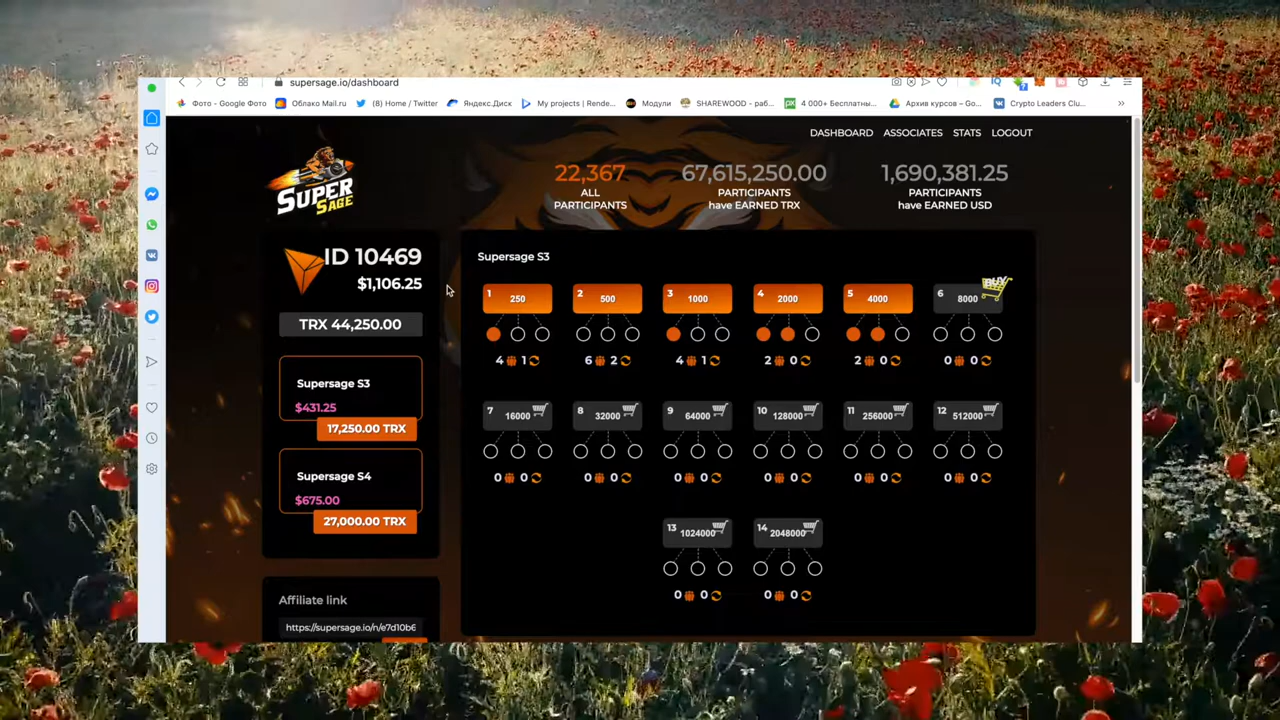 supersage.io/dashboard
Фото - Google Фото
Облако Mail.ru
(8) Home / Twitter
Яндекс.Диск
My projects | Rende...
Модули
SHAREWOOD - раб...
4 000+ Бесплатны...
Архив курсов – Go...
Crypto Leaders Clu...
DASHBOARD ASSOCIATES STATS LOGOUT
SUPER
SAGE
22,367
ALL
PARTICIPANTS
67,615,250.00
PARTICIPANTS
have EARNED TRX
1,690,381.25
PARTICIPANTS
have EARNED USD
ID 10469
$1,106.25
TRX 44,250.00
Supersage S3
$431.25
17,250.00 TRX
Supersage S4
$675.00
27,000.00 TRX
Affiliate link
https://supersage.io/n/e7d10b6
Supersage S3
1 250
4 1
2 500
6 2
3 1000
4 1
4 2000
2 0
5 4000
2 0
6 8000
BUY
0 0
7 16000
0 0
8 32000
0 0
9 64000
0 0
10 128000
0 0
11 256000
0 0
12 512000
0 0
13 1024000
0 0
14 2048000
0 0